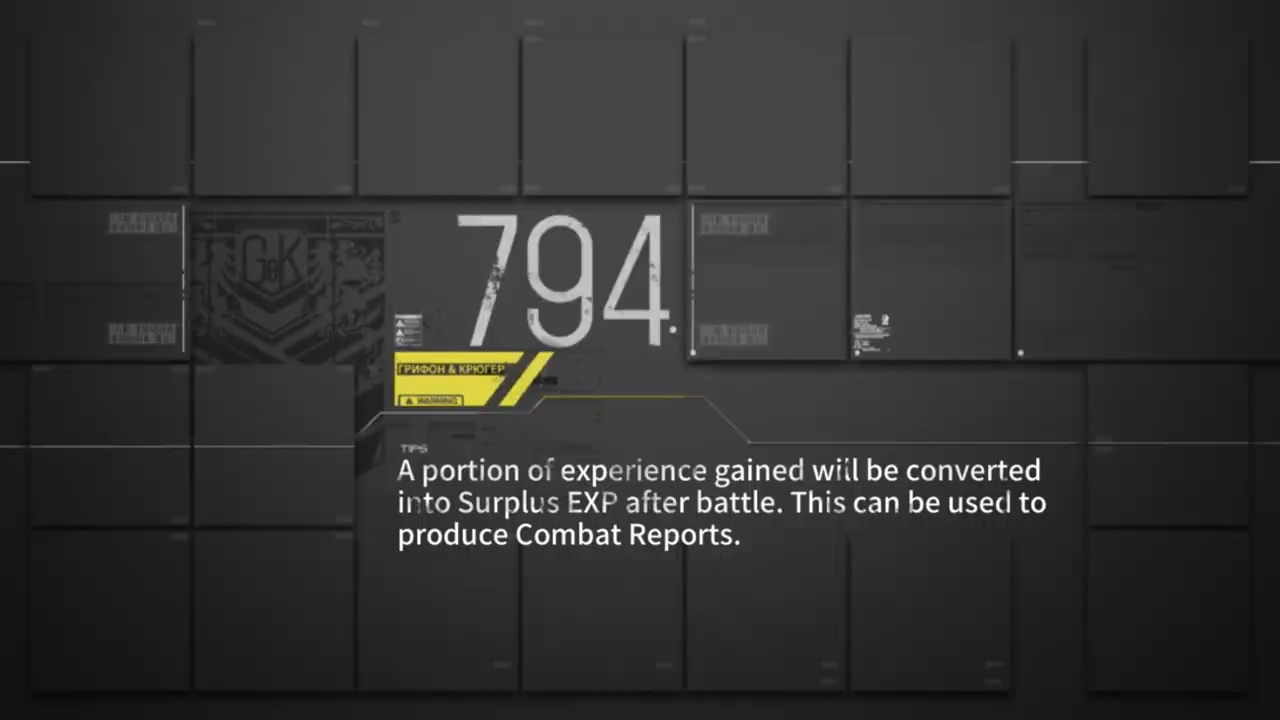 G&K
794.
ГРИФОН & КРЮГЕР
WARNING
TIPS
A portion of experience gained will be converted
into Surplus EXP after battle. This can be used to
produce Combat Reports.